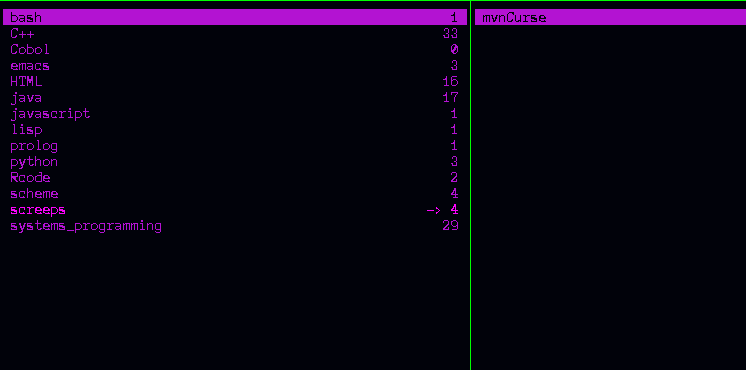 bash 1
C++ 33
Cobol 0
emacs 3
HTML 16
java 17
javascript 1
lisp 1
prolog 1
python 3
Rcode 2
scheme 4
screeps -> 4
systems_programming 29
mvnCurse